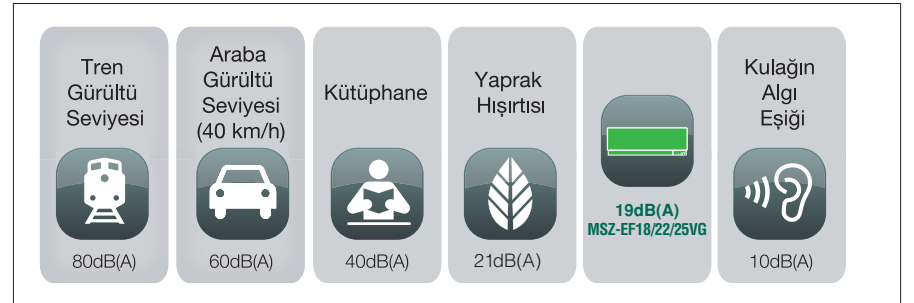 Tren
Gürültü
Seviyesi
80dB(A)
Araba
Gürültü
Seviyesi
(40 km/h)
60dB(A)
Kütüphane
40dB(A)
Yaprak
Hışırtısı
21dB(A)
19dB(A)
MSZ-EF18/22/25VG
Kulağın
Algı
Eşiği
10dB(A)